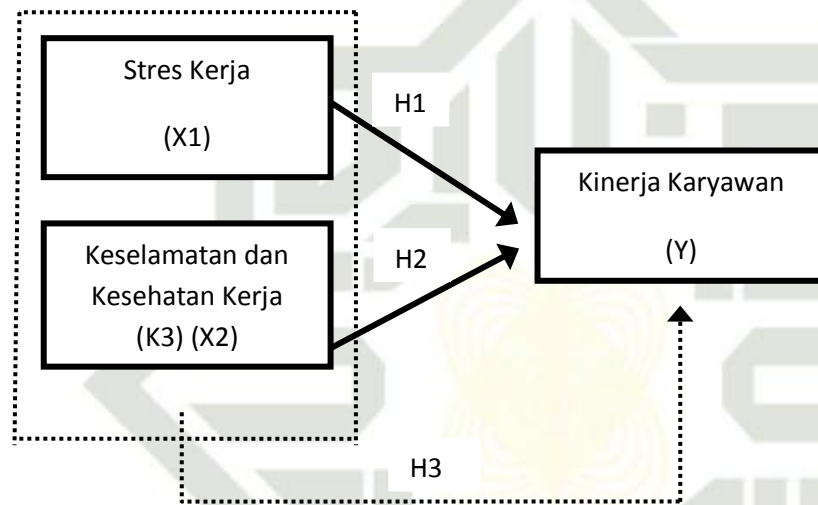 Stres Kerja
(X1)
H1
Kinerja Karyawan
(Y)
Keselamatan dan
Kesehatan Kerja
(K3) (X2)
H2
H3